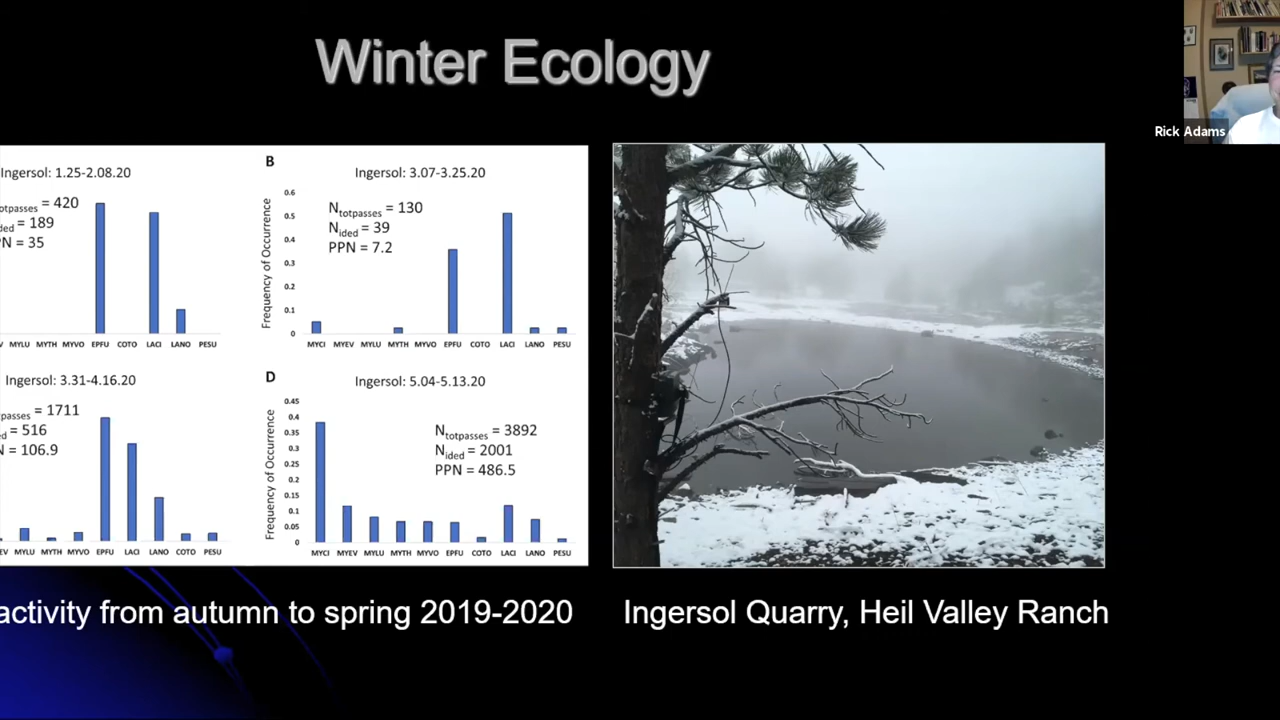 Winter Ecology
Rick Adams
Ingersol: 1.25-2.08.20
otpasses = 420
ded = 189
PN = 35
EPFU COTO LACI LANO PESU
MYLU MYTH MYVO
B
Ingersol: 3.07-3.25.20
Frequency of Occurrence
0.6
0.5
0.4
0.3
0.2
0.1
0
Ntotpasses = 130
Nided = 39
PPN = 7.2
MYCI MYEV MYLU MYTH MYVO EPFU COTO LACI LANO PESU
Ingersol: 3.31-4.16.20
passes = 1711
ed = 516
N = 106.9
EV MYLU MYTH MYVO EPFU LACI LANO COTO PESU
D
Ingersol: 5.04-5.13.20
Frequency of Occurrence
0.45
0.4
0.35
0.3
0.25
0.2
0.15
0.1
0.05
0
Ntotpasses = 3892
Nided = 2001
PPN = 486.5
MYCI MYEV MYLU MYTH MYVO EPFU COTO LACI LANO PESU
activity from autumn to spring 2019-2020
Ingersol Quarry, Heil Valley Ranch